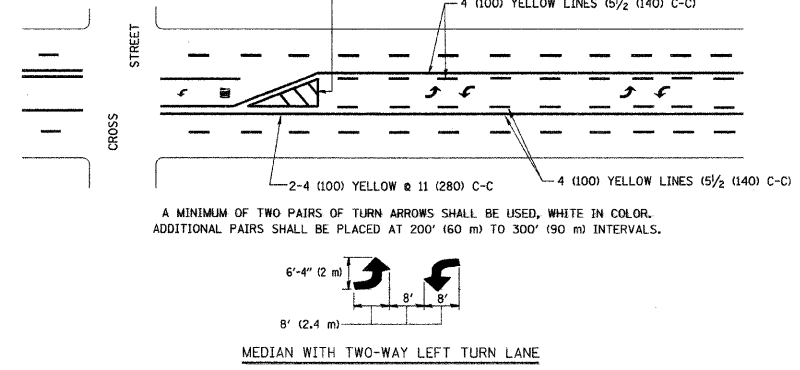 4 (100) YELLOW LINES (5½ (140) C-C)
STREET
CROSS
2-4 (100) YELLOW @ 11 (280) C-C
4 (100) YELLOW LINES (5½ (140) C-C)
A MINIMUM OF TWO PAIRS OF TURN ARROWS SHALL BE USED, WHITE IN COLOR.
ADDITIONAL PAIRS SHALL BE PLACED AT 200' (60 m) TO 300' (90 m) INTERVALS.
6'-4" (2 m)
8' 8'
8' (2.4 m)
MEDIAN WITH TWO-WAY LEFT TURN LANE